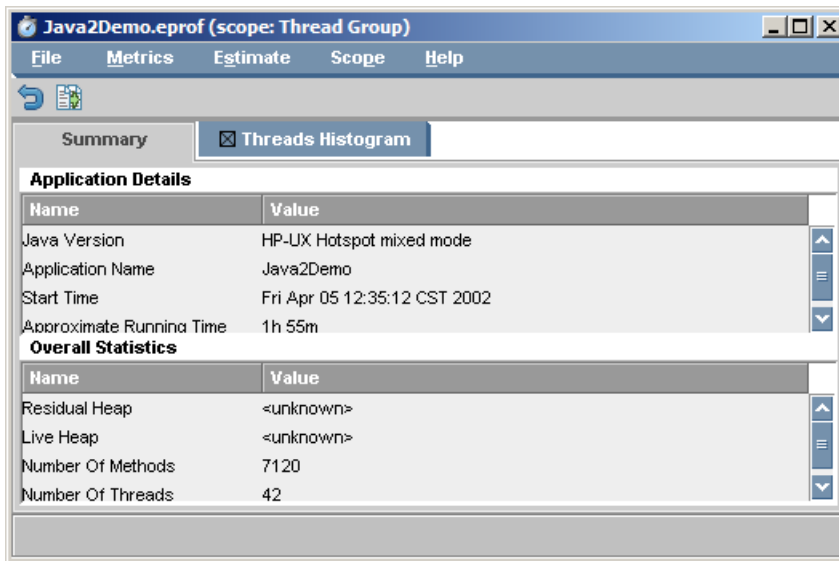 Java2Demo.eprof (scope: Thread Group)
File Metrics Estimate Scope Help
Summary Threads Histogram
Application Details
Name Value
Java Version HP-UX Hotspot mixed mode
Application Name Java2Demo
Start Time Fri Apr 05 12:35:12 CST 2002
Approximate Running Time 1h 55m
Overall Statistics
Name Value
Residual Heap <unknown>
Live Heap <unknown>
Number Of Methods 7120
Number Of Threads 42